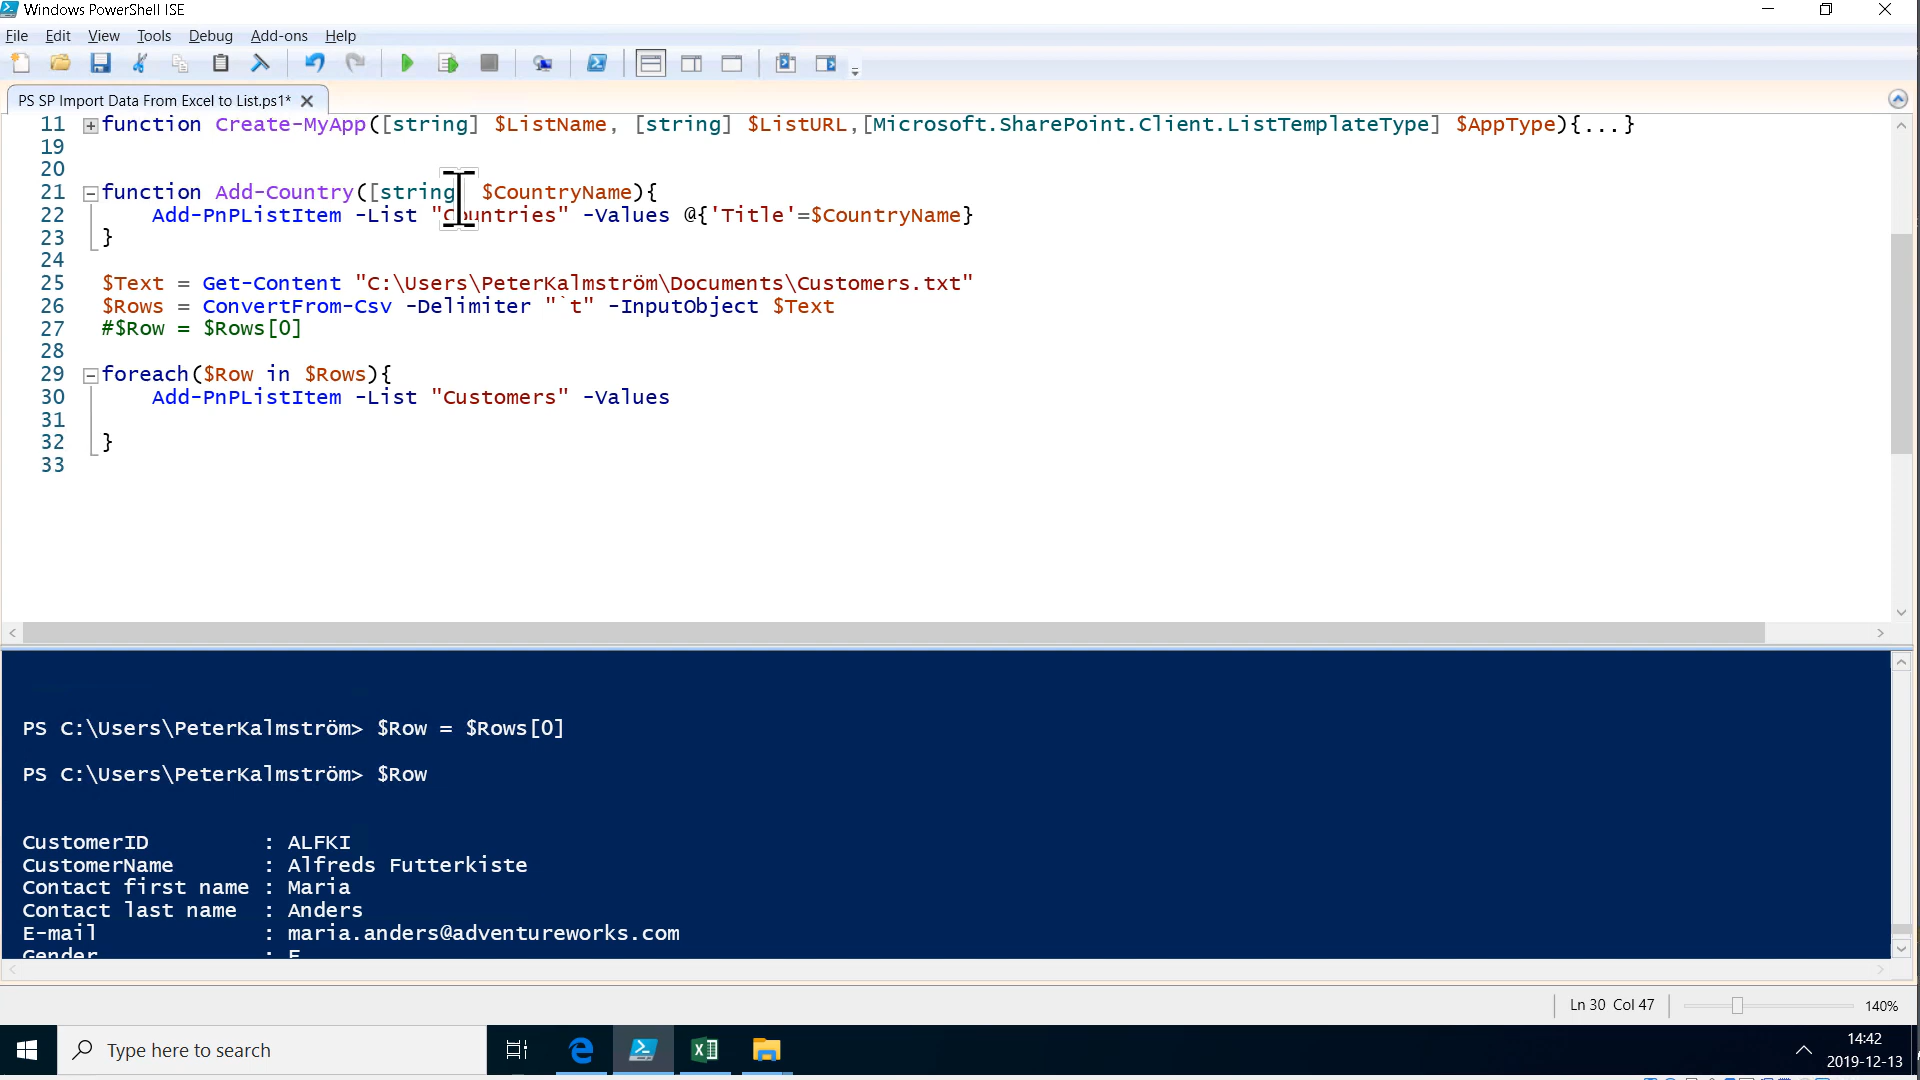 Windows PowerShell ISE
File Edit View Tools Debug Add-ons Help
PS SP Import Data From Excel to List.ps1*
11 function Create-MyApp([string] $ListName, [string] $ListURL,[Microsoft.SharePoint.Client.ListTemplateType] $AppType){...}
19
20
21 function Add-Country([string] $CountryName){
22 Add-PnPListItem -List "Countries" -Values @{'Title'=$CountryName}
23 }
24
25 $Text = Get-Content "C:\Users\PeterKalmström\Documents\Customers.txt"
26 $Rows = ConvertFrom-Csv -Delimiter "`t" -InputObject $Text
27 #$Row = $Rows[0]
28
29 foreach($Row in $Rows){
30 Add-PnPListItem -List "Customers" -Values
31
32 }
33
PS C:\Users\PeterKalmström> $Row = $Rows[0]
PS C:\Users\PeterKalmström> $Row
CustomerID : ALFKI
CustomerName : Alfreds Futterkiste
Contact first name : Maria
Contact last name : Anders
E-mail : maria.anders@adventureworks.com
Gender : F
Ln 30 Col 47 140%
Type here to search
14:42
2019-12-13